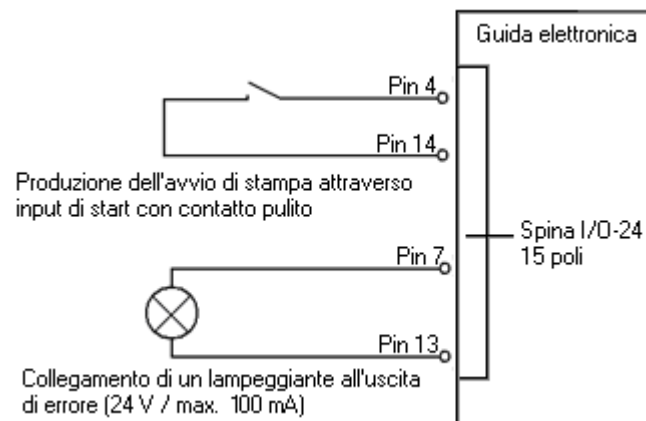 Guida elettronica
Pin 4
Pin 14
Produzione dell'avvio di stampa attraverso
input di start con contatto pulito
Spina I/O-24
15 poli
Pin 7
Pin 13
Collegamento di un lampeggiante all'uscita
di errore (24 V / max. 100 mA)